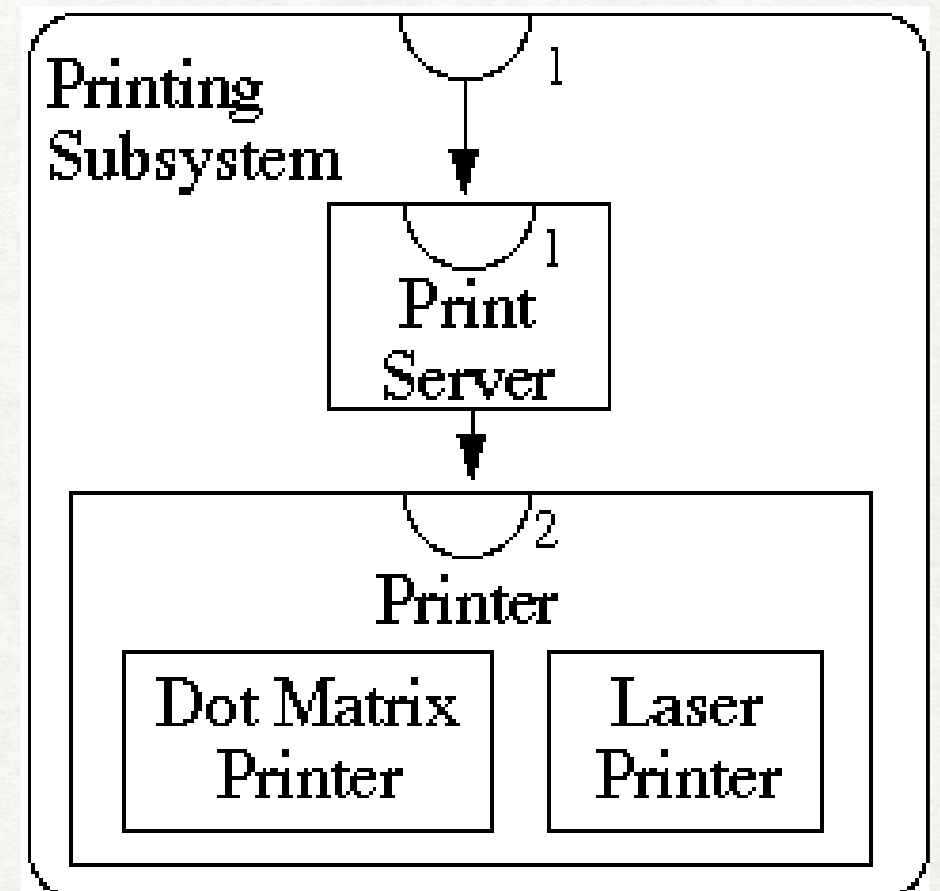 1
Printing
Subsystem
1
Print
Server
2
Printer
Dot Matrix
Printer
Laser
Printer